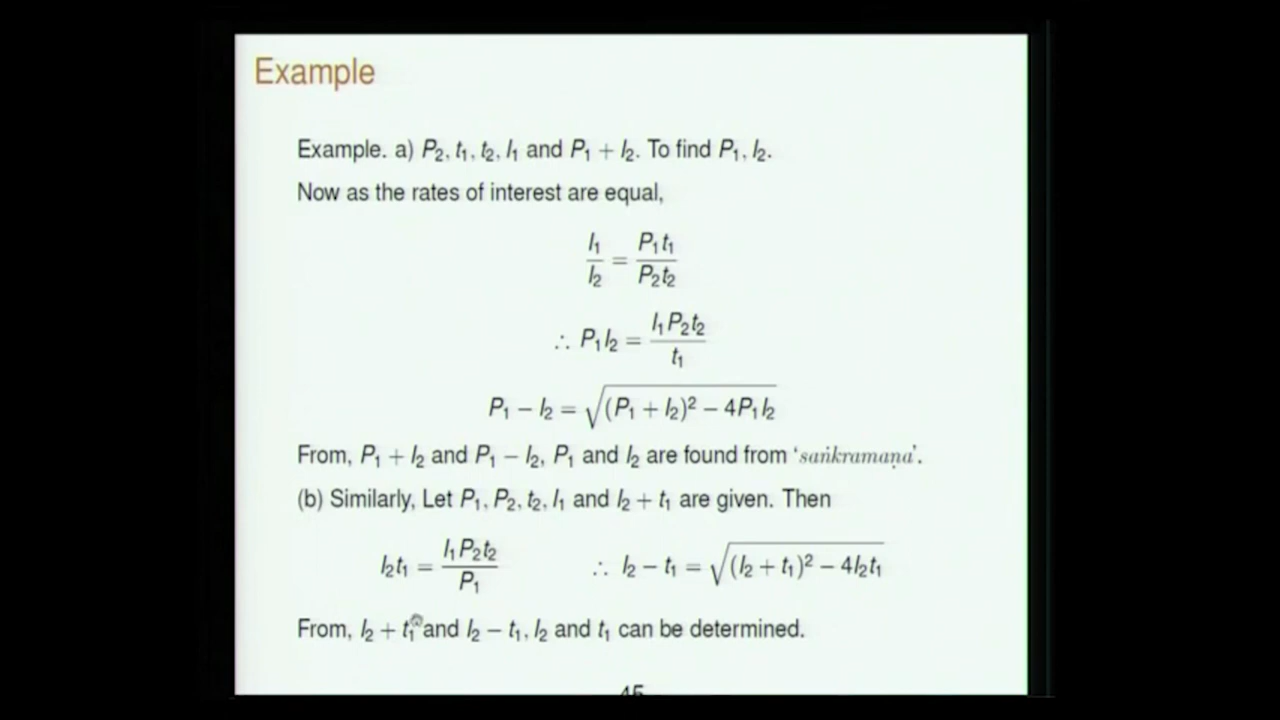 Example
Example. a) P₂, t₁, t₂, I₁ and P₁ + I₂. To find P₁, I₂.
Now as the rates of interest are equal,
I₁/I₂ = P₁t₁/P₂t₂
∴ P₁I₂ = I₁P₂t₂/t₁
P₁ − I₂ = √((P₁ + I₂)² − 4P₁I₂)
From, P₁ + I₂ and P₁ − I₂, P₁ and I₂ are found from ‘saṅkramaṇa’.
(b) Similarly, Let P₁, P₂, t₂, I₁ and I₂ + t₁ are given. Then
I₂t₁ = I₁P₂t₂/P₁ ∴ I₂ − t₁ = √((I₂ + t₁)² − 4I₂t₁)
From, I₂ + t₁ and I₂ − t₁, I₂ and t₁ can be determined.